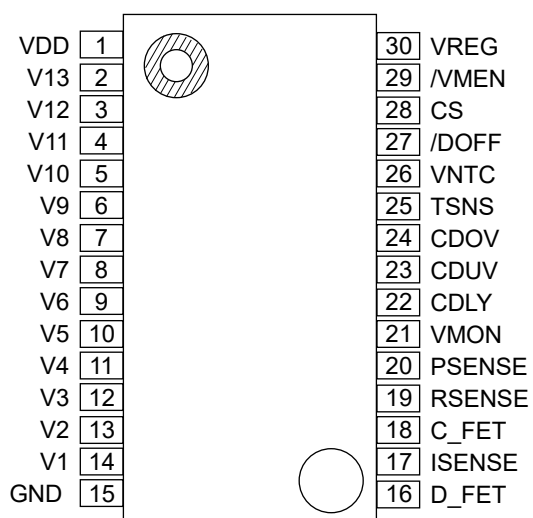 VDD 1 30 VREG
V13 2 29 /VMEN
V12 3 28 CS
V11 4 27 /DOFF
V10 5 26 VNTC
V9 6 25 TSNS
V8 7 24 CDOV
V7 8 23 CDUV
V6 9 22 CDLY
V5 10 21 VMON
V4 11 20 PSENSE
V3 12 19 RSENSE
V2 13 18 C_FET
V1 14 17 ISENSE
GND 15 16 D_FET